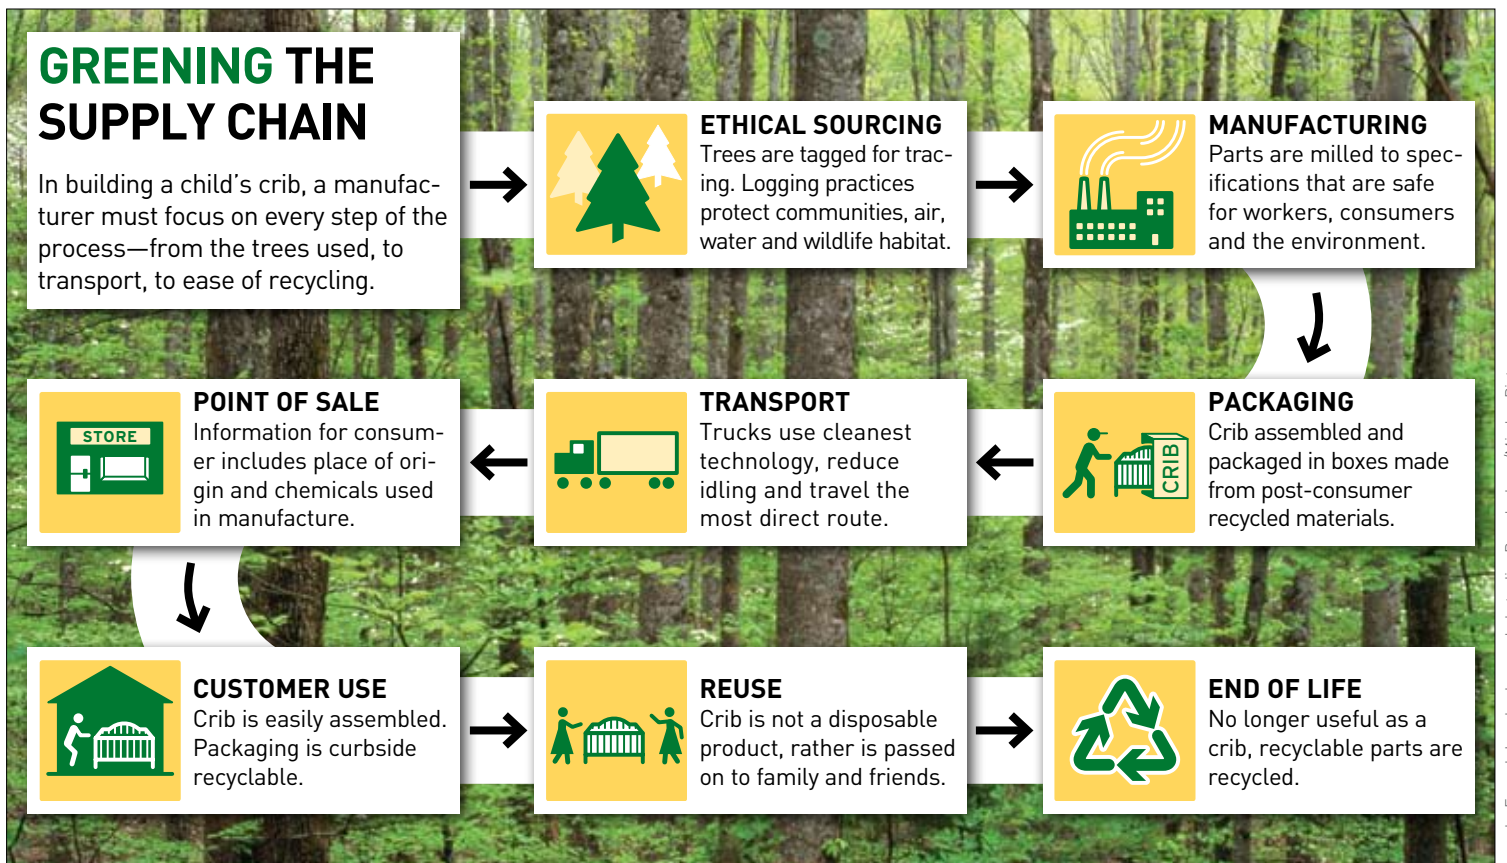 GREENING THE
SUPPLY CHAIN
In building a child's crib, a manufac-
turer must focus on every step of the
process—from the trees used, to
transport, to ease of recycling.
ETHICAL SOURCING
Trees are tagged for trac-
ing. Logging practices
protect communities, air,
water and wildlife habitat.
MANUFACTURING
Parts are milled to spec-
ifications that are safe
for workers, consumers
and the environment.
PACKAGING
Crib assembled and
packaged in boxes made
from post-consumer
recycled materials.
CRIB
TRANSPORT
Trucks use cleanest
technology, reduce
idling and travel the
most direct route.
POINT OF SALE
Information for consum-
er includes place of ori-
gin and chemicals used
in manufacture.
STORE
CUSTOMER USE
Crib is easily assembled.
Packaging is curbside
recyclable.
REUSE
Crib is not a disposable
product, rather is passed
on to family and friends.
END OF LIFE
No longer useful as a
crib, recyclable parts are
recycled.